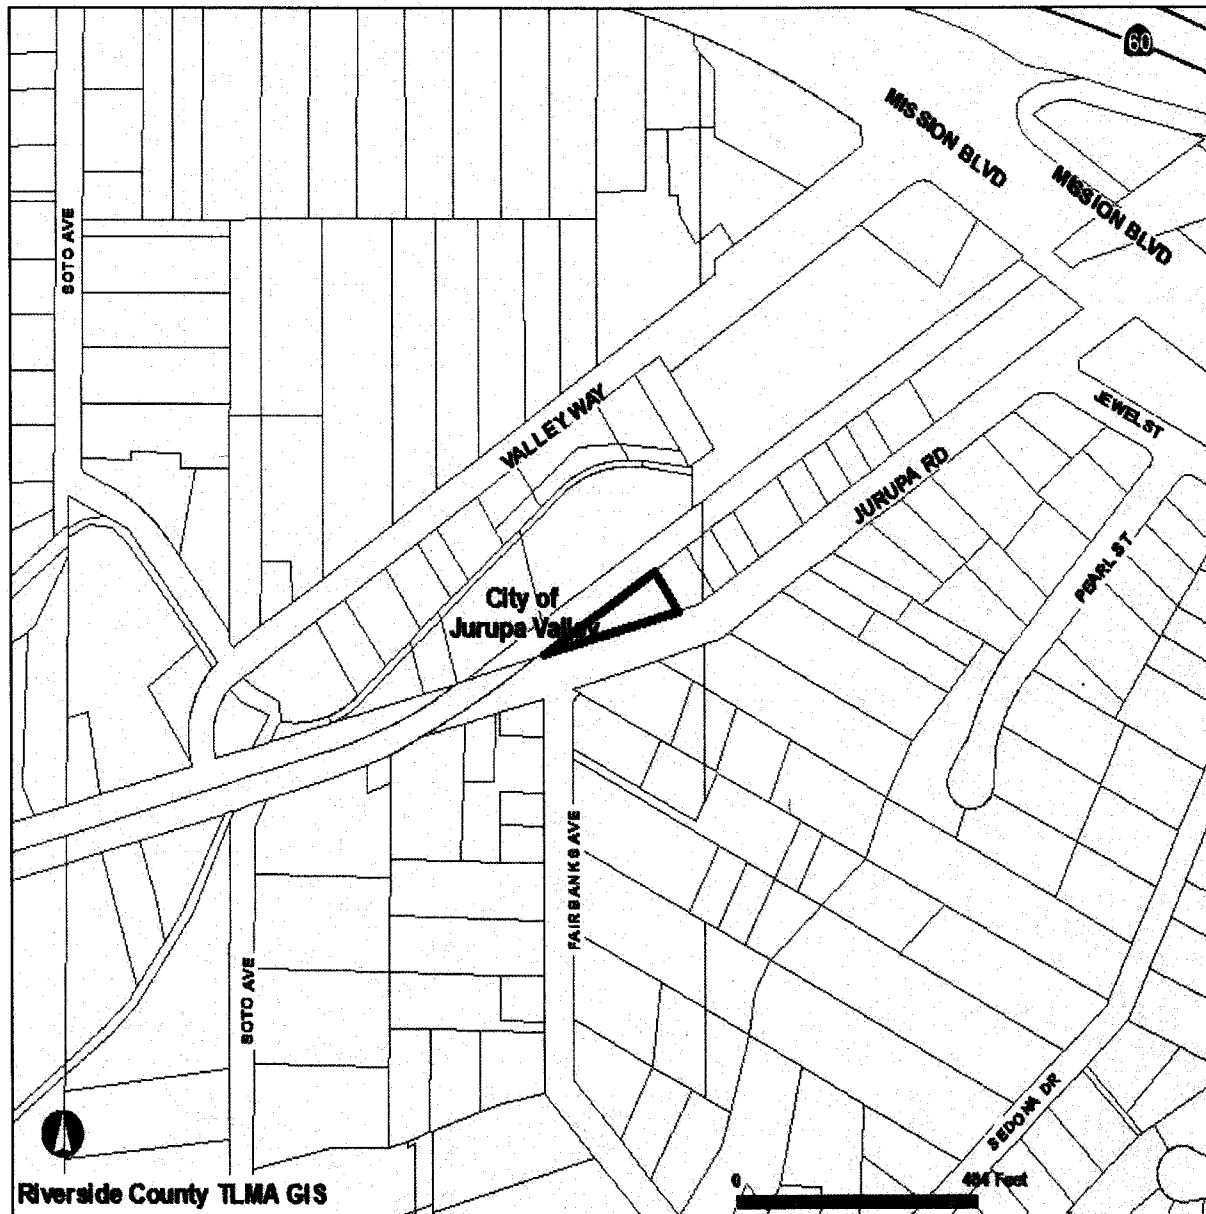 60
MISSION BLVD
MISSION BLVD
SOTO AVE
VALLEY WAY
JEWEL ST
JURUPA RD
PEARL ST
City of
Jurupa Valley
FAIRBANKS AVE
SOTO AVE
SEDONA DR
0 484 Feet
Riverside County TLMA GIS